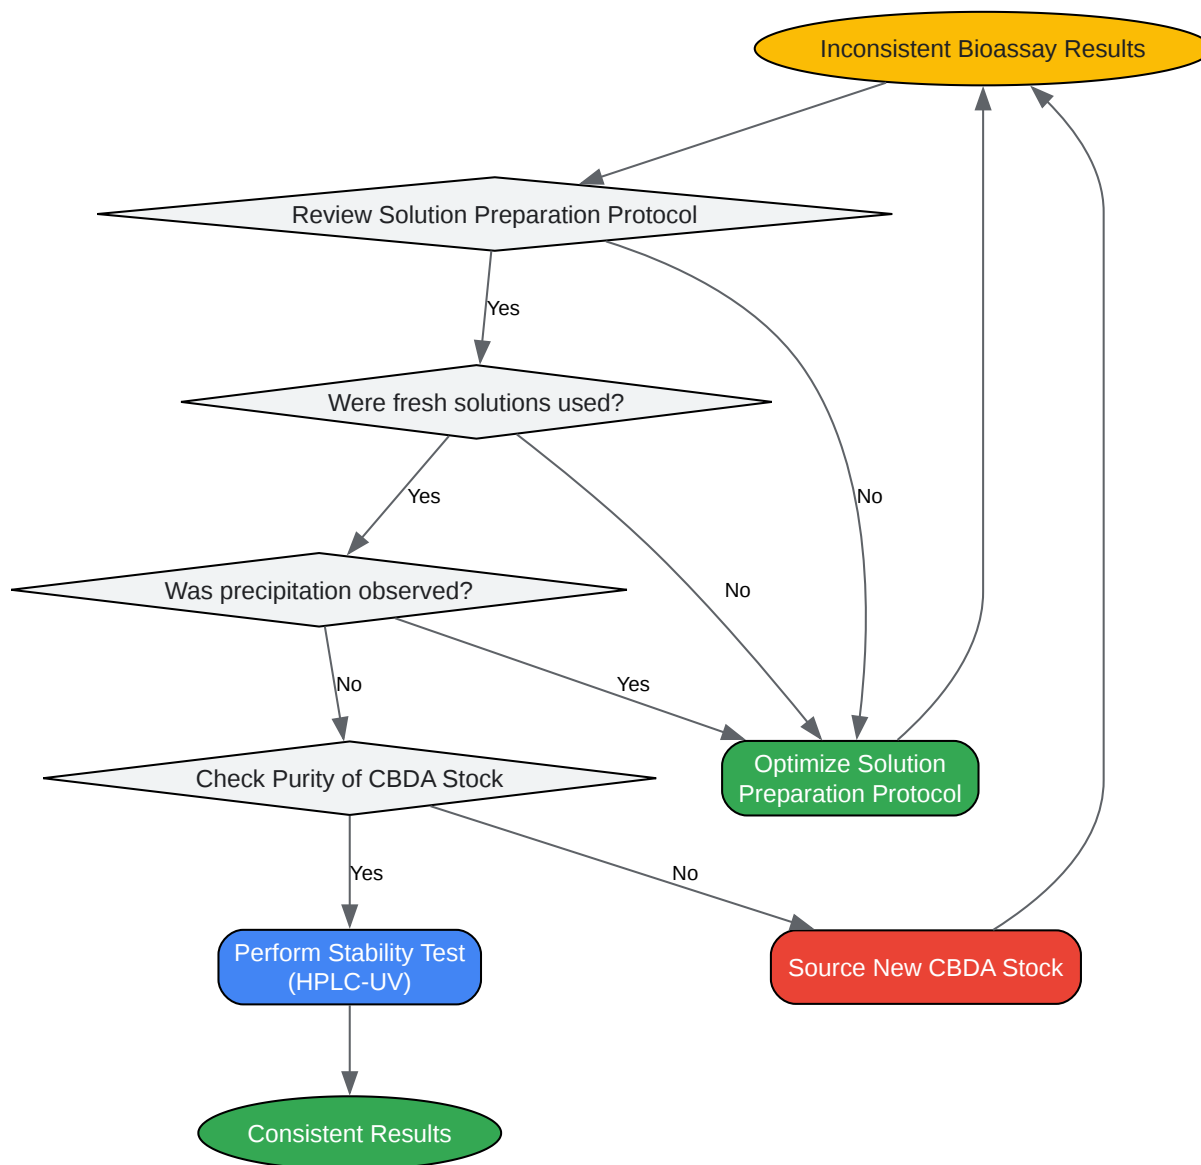 Inconsistent Bioassay Results
Review Solution Preparation Protocol
Yes
Were fresh solutions used?
Yes
No
Was precipitation observed?
No
No
Yes
Check Purity of CBDA Stock
Optimize Solution
Preparation Protocol
Yes
No
Perform Stability Test
(HPLC-UV)
Source New CBDA Stock
Consistent Results